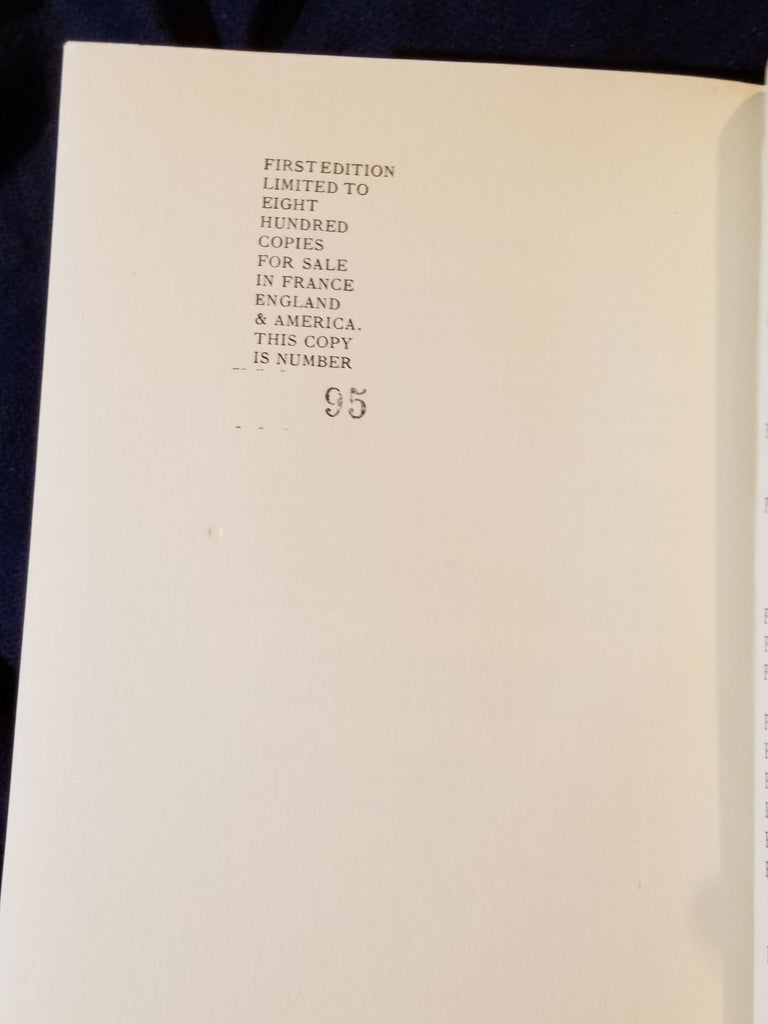 FIRST EDITION
LIMITED TO
EIGHT
HUNDRED
COPIES
FOR SALE
IN FRANCE
ENGLAND
& AMERICA.
THIS COPY
IS NUMBER
95